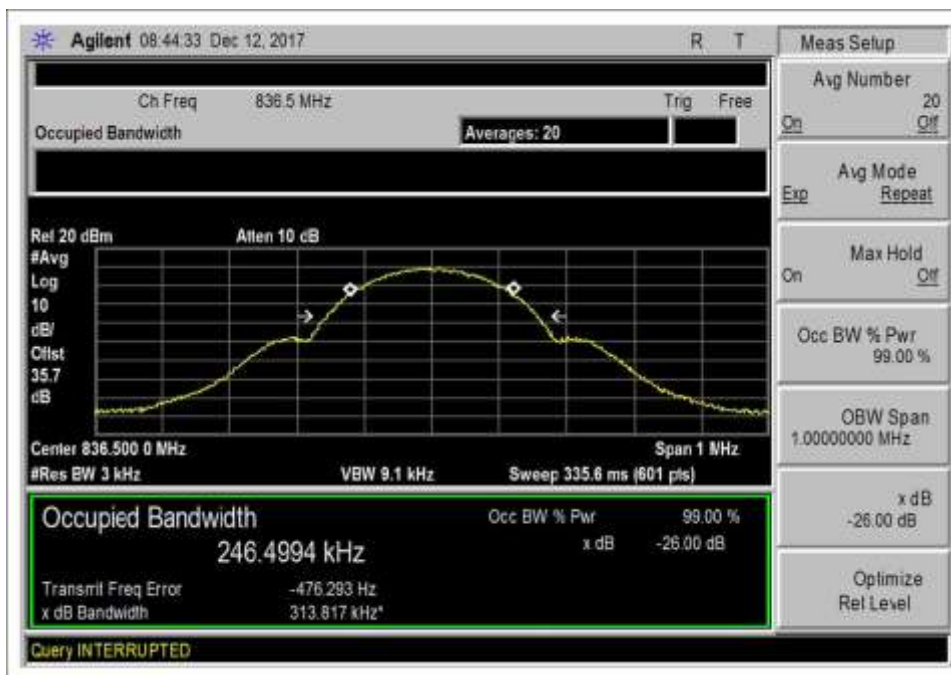 Agilent 08:44:33 Dec 12, 2017 R T
Meas Setup
Ch Freq 836.5 MHz Trig Free
Occupied Bandwidth Averages: 20
Ref 20 dBm Atten 10 dB
#Avg
Log
10
dB/
Offst
35.7
dB
Center 836.500 0 MHz Span 1 MHz
#Res BW 3 kHz VBW 9.1 kHz Sweep 335.6 ms (601 pts)
Occupied Bandwidth Occ BW % Pwr 99.00 %
246.4994 kHz x dB -26.00 dB
Transmit Freq Error -476.293 Hz
x dB Bandwidth 313.817 kHz*
Query INTERRUPTED
Avg Number
20
On Off
Avg Mode
Exp Repeat
Max Hold
On Off
Occ BW % Pwr
99.00 %
OBW Span
1.00000000 MHz
x dB
-26.00 dB
Optimize
Ref Level